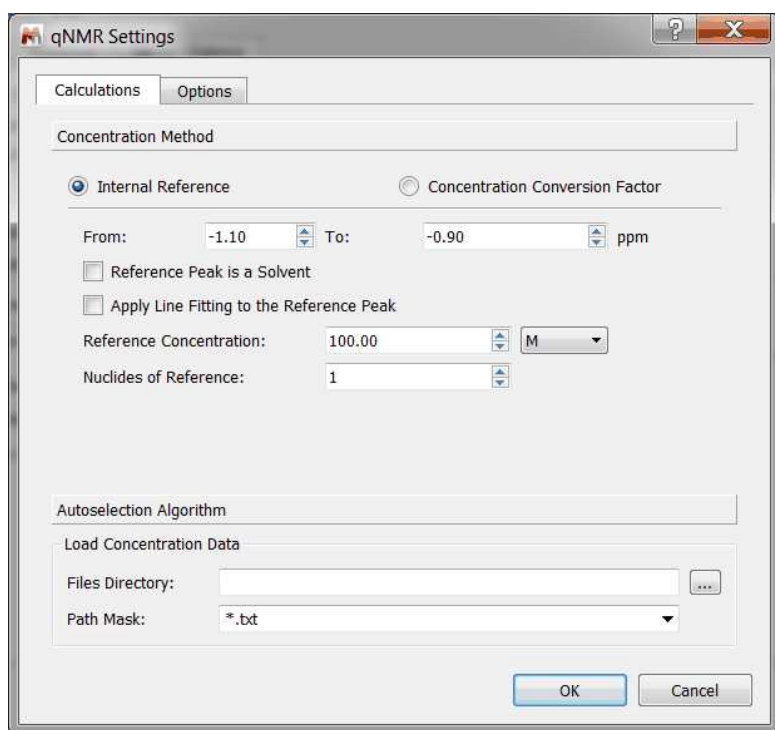 qNMR Settings
Calculations Options
Concentration Method
Internal Reference Concentration Conversion Factor
From: -1.10 To: -0.90 ppm
Reference Peak is a Solvent
Apply Line Fitting to the Reference Peak
Reference Concentration: 100.00 M
Nuclides of Reference: 1
Autoselection Algorithm
Load Concentration Data
Files Directory: ...
Path Mask: *.txt
OK Cancel